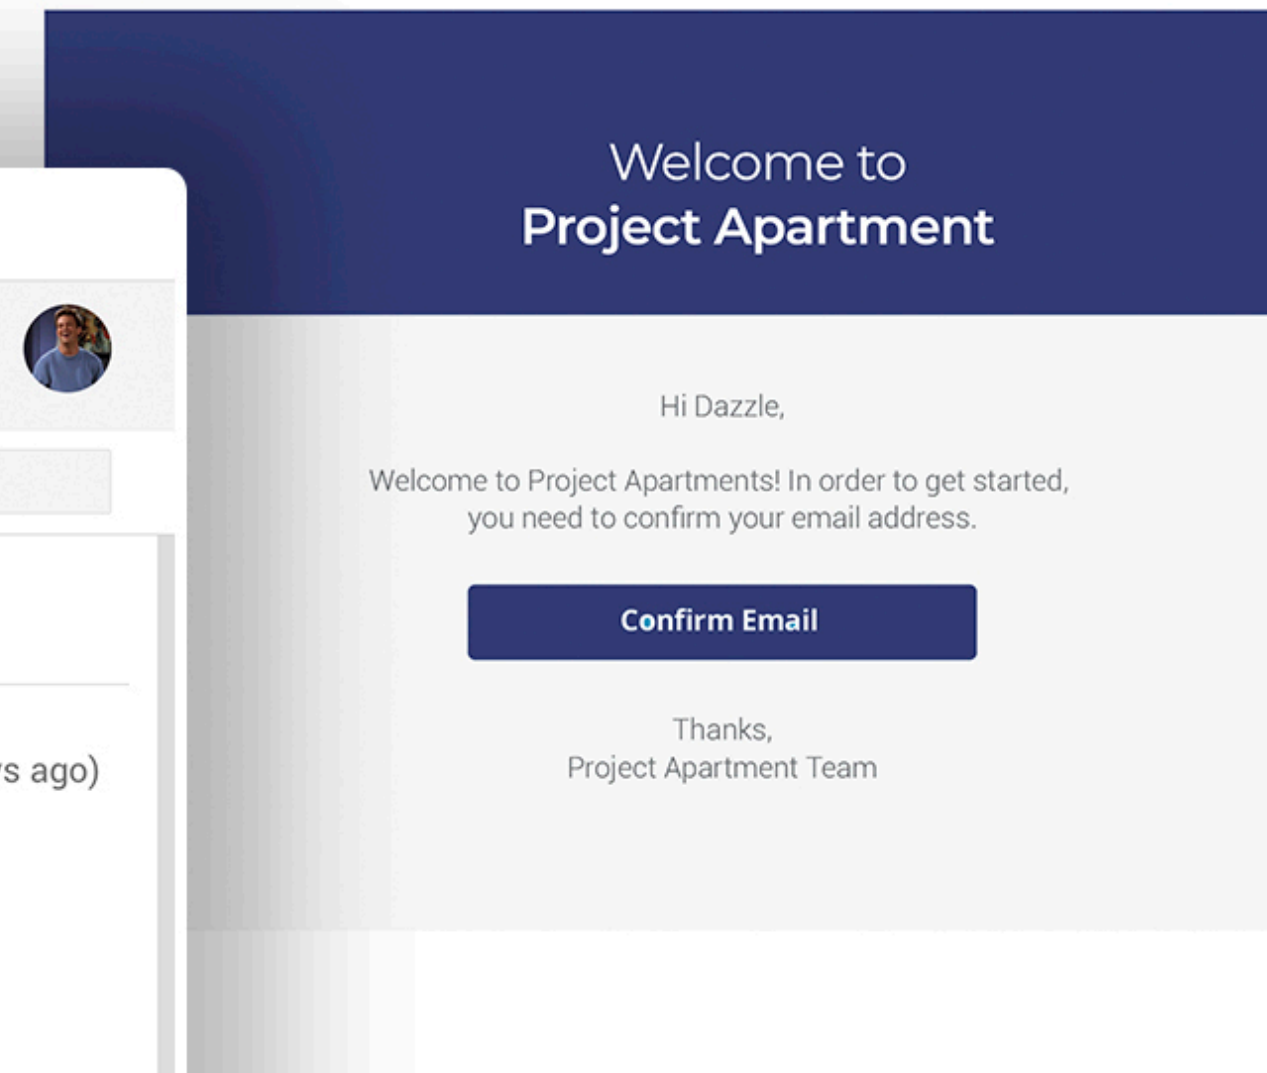 Welcome to
Project Apartment
Hi Dazzle,
Welcome to Project Apartments! In order to get started,
you need to confirm your email address.
Confirm Email
Thanks,
Project Apartment Team
ago)